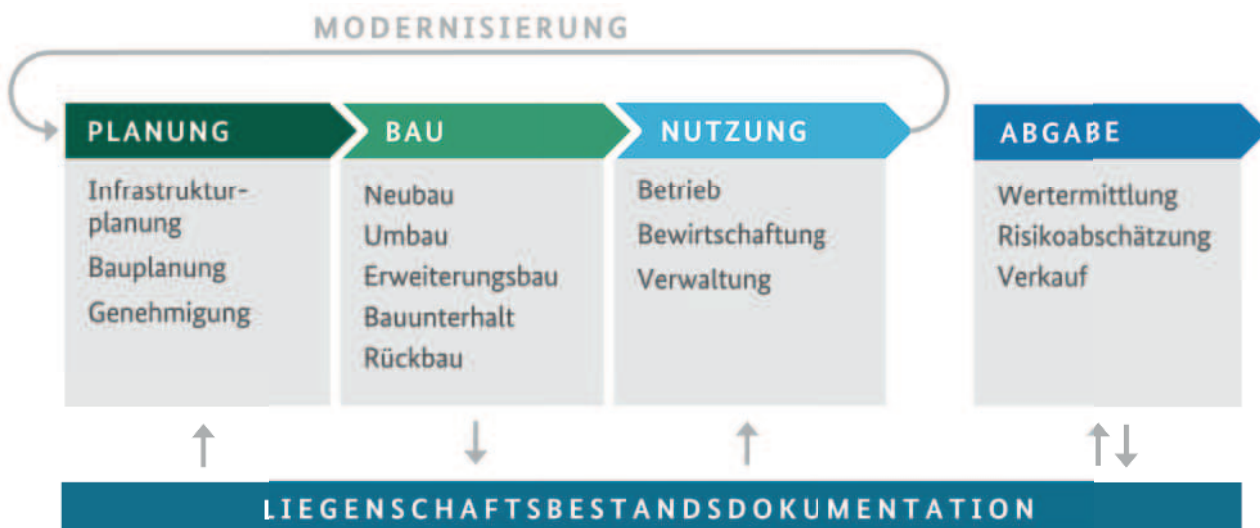 MODERNISIERUNG
PLANUNG
Infrastruktur-
planung
Bauplanung
Genehmigung
BAU
Neubau
Umbau
Erweiterungsbau
Bauunterhalt
Rückbau
NUTZUNG
Betrieb
Bewirtschaftung
Verwaltung
ABGABE
Wertermittlung
Risikoabschätzung
Verkauf
LIEGENSCHAFTSBESTANDSDOKUMENTATION